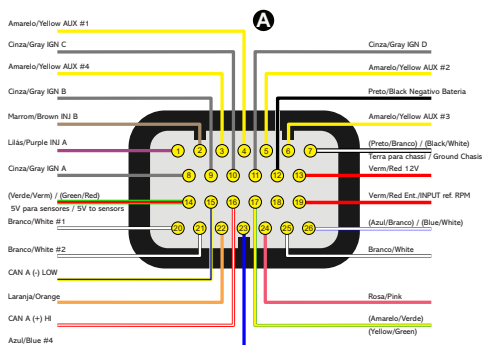 A
Amarelo/Yellow AUX #1
Cinza/Gray IGN C
Amarelo/Yellow AUX #4
Cinza/Gray IGN B
Marrom/Brown INJ B
Lilás/Purple INJ A
Cinza/Gray IGN A
(Verde/Verm) / (Green/Red)
5V para sensores / 5V to sensors
Branco/White #1
Branco/White #2
CAN A (-) LOW
Laranja/Orange
CAN A (+) HI
Azul/Blue #4
1 2 3 4 5 6 7
8 9 10 11 12 13
14 15 16 17 18 19
20 21 22 23 24 25 26
Cinza/Gray IGN D
Amarelo/Yellow AUX #2
Preto/Black Negativo Bateria
Amarelo/Yellow AUX #3
(Preto/Branco) / (Black/White)
Terra para chassi / Ground Chasis
Verm/Red 12V
Verm/Red Ent./INPUT ref. RPM
(Azul/Branco) / (Blue/White)
Branco/White
Rosa/Pink
(Amarelo/Verde)
(Yellow/Green)